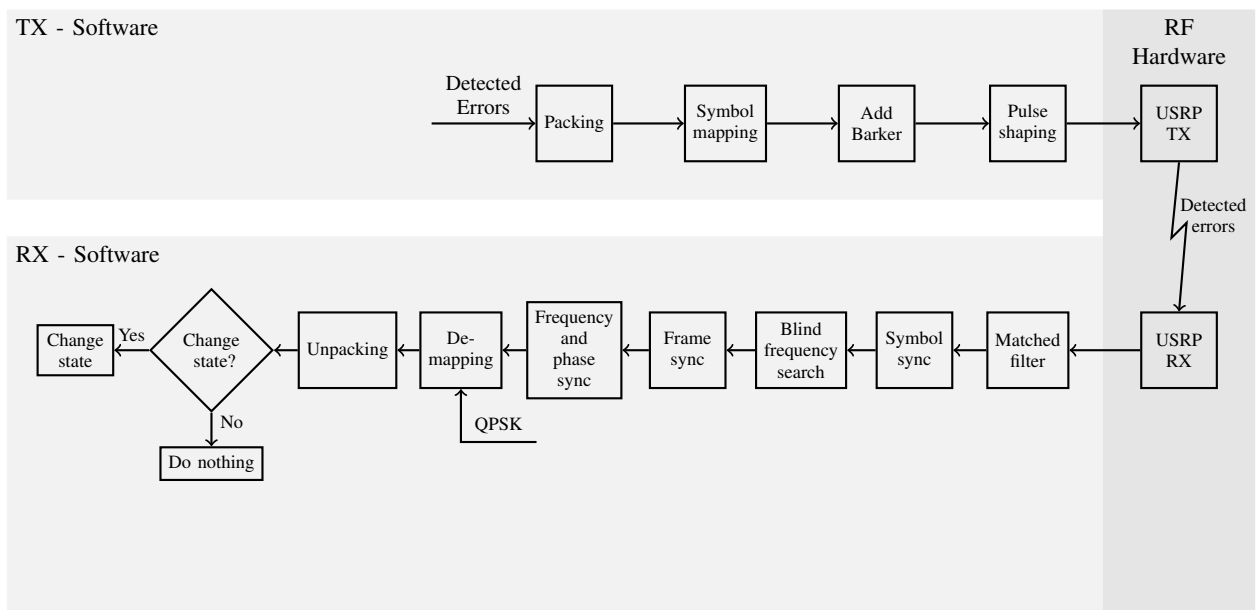 TX - Software
RF
Hardware
Detected
Errors
Packing
Symbol
mapping
Add
Barker
Pulse
shaping
USRP
TX
Detected
errors
RX - Software
Change
state
Yes
Change
state?
No
Do nothing
Unpacking
De-
mapping
QPSK
Frequency
and
phase
sync
Frame
sync
Blind
frequency
search
Symbol
sync
Matched
filter
USRP
RX